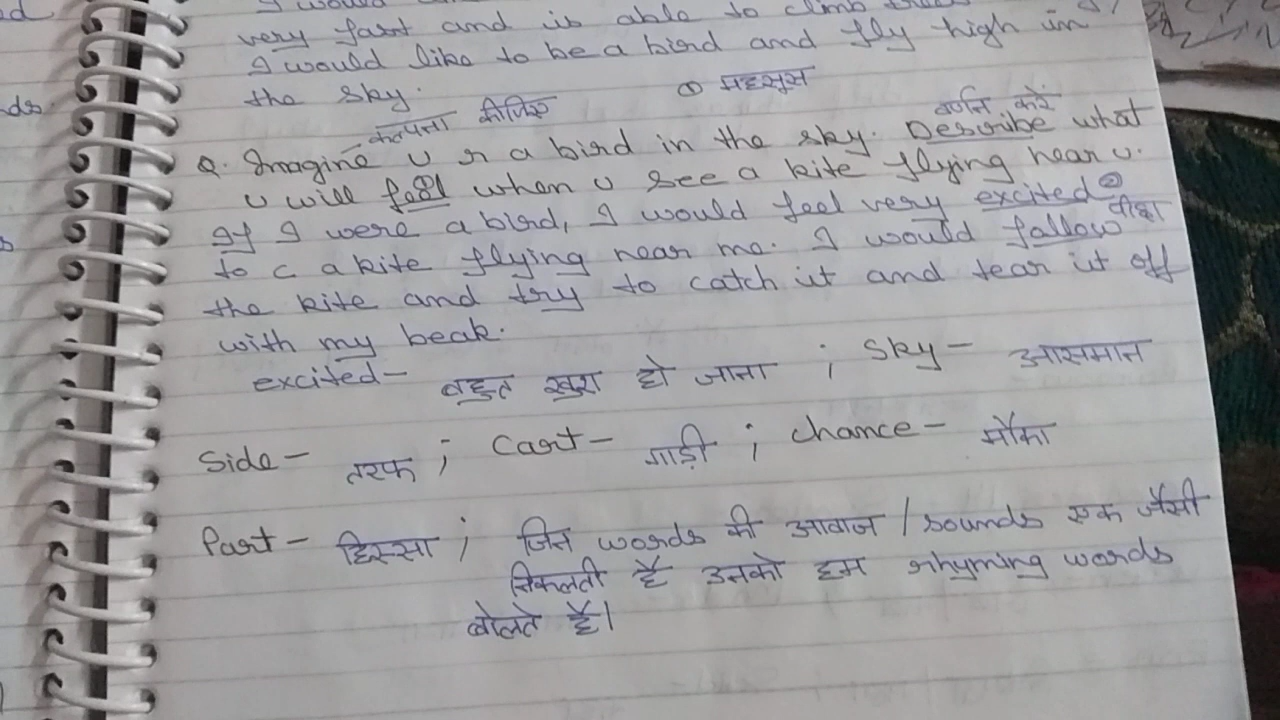 I would
very fast and is able to climb trees
I would like to be a bird and fly high in
the sky.
① महसूस
कल्पना कीजिए
वर्णन करें
Q. Imagine U r a bird in the sky. Describe what
U will feel① when U see a kite flying near U.
If I were a bird, I would feel very excited②
to c a kite flying near me. I would follow पीछा
the kite and try to catch it and tear it off
with my beak.
excited- बहुत खुश हो जाना ; Sky- आसमान
Side- तरफ ; Cart- गाड़ी ; Chance- मौका
Part- हिस्सा ; जिन words की आवाज / sounds एक जैसी
निकलती हैं उनको हम rhyming words
बोलते हैं।